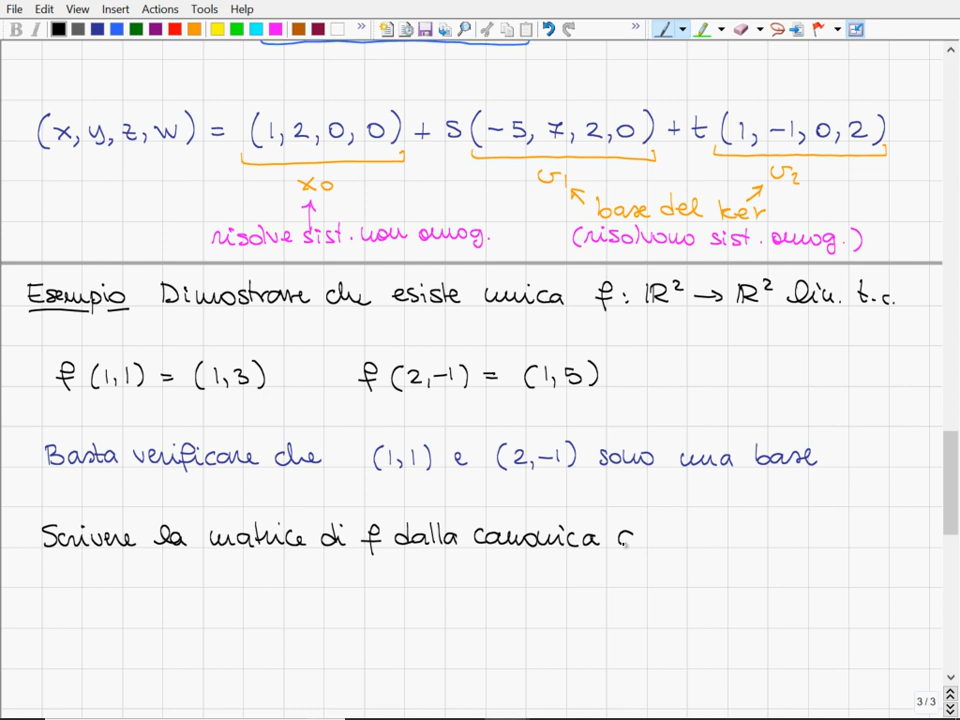 File Edit View Insert Actions Tools Help
B I
(x, y, z, w) = (1, 2, 0, 0) + s (-5, 7, 2, 0) + t (1, -1, 0, 2)
x0 v1 v2
base del ker
risolve sist. non omog. (risolvono sist. omog.)
Esempio Dimostrare che esiste unica f : ℝ² → ℝ² lin. t.c.
f (1,1) = (1,3) f (2,-1) = (1,5)
Basta verificare che (1,1) e (2,-1) sono una base
Scrivere la matrice di f dalla canonica
3 / 3